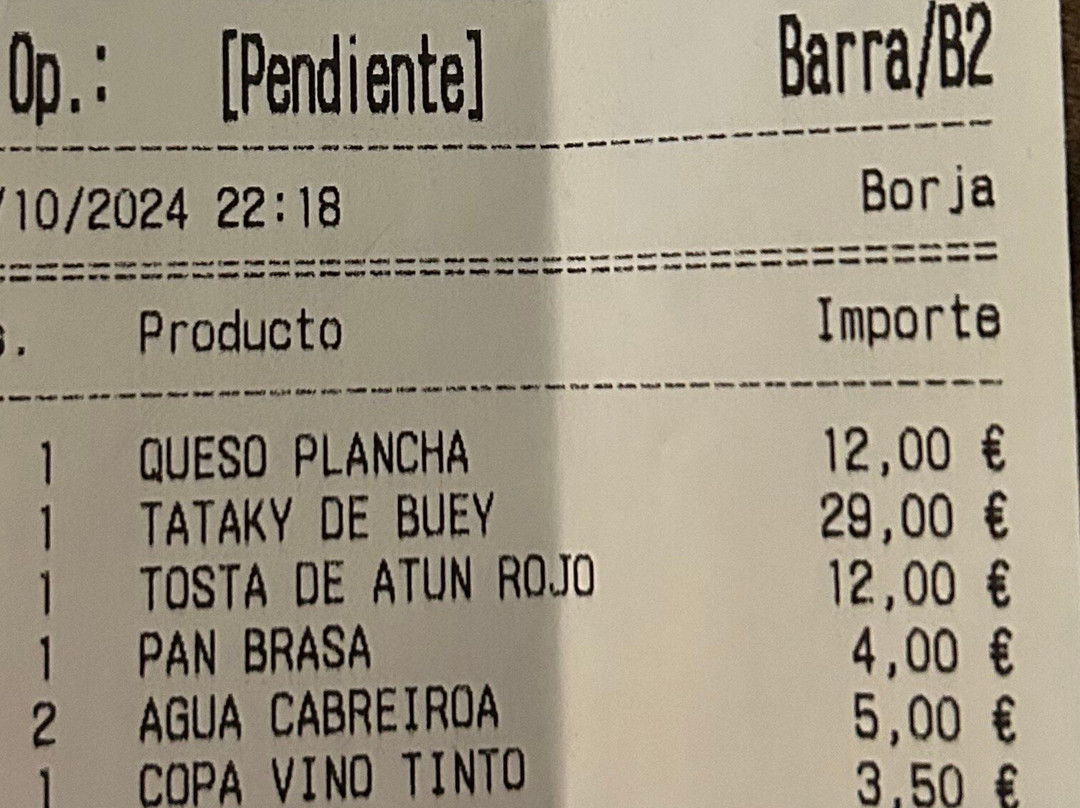 Op.: [Pendiente] Barra/B2
/10/2024 22:18 Borja
s. Producto Importe
1 QUESO PLANCHA 12,00 €
1 TATAKY DE BUEY 29,00 €
1 TOSTA DE ATUN ROJO 12,00 €
1 PAN BRASA 4,00 €
2 AGUA CABREIROA 5,00 €
1 COPA VINO TINTO 3,50 €